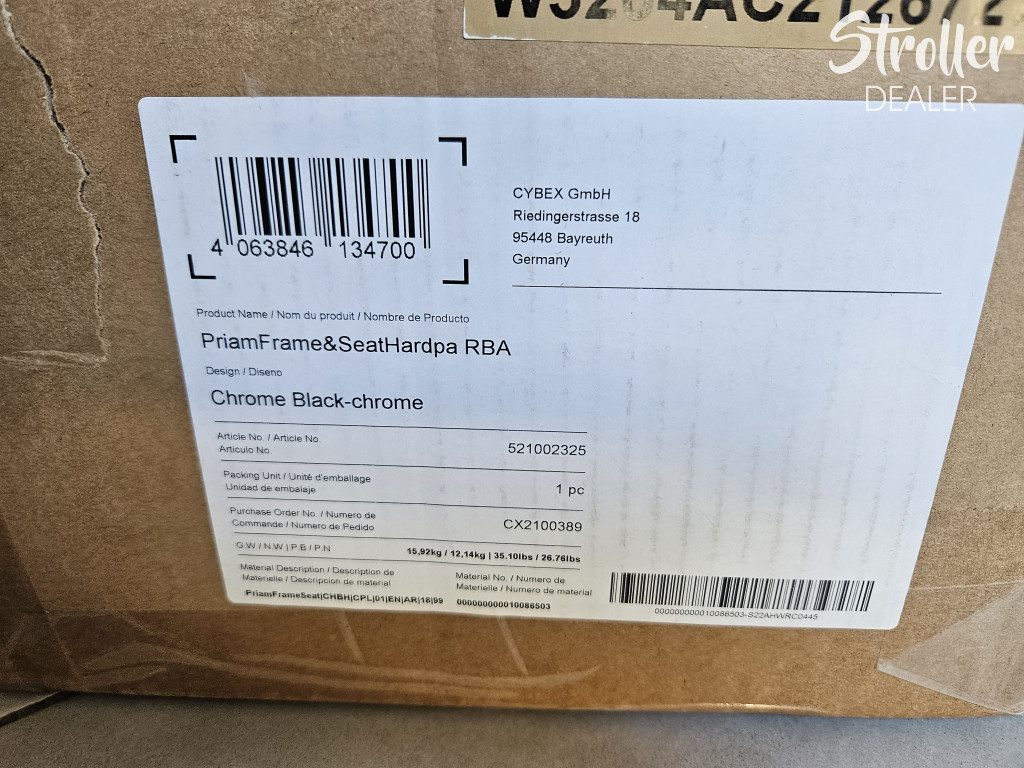 Stroller
DEALER
4 063846 134700
CYBEX GmbH
Riedingerstrasse 18
95448 Bayreuth
Germany
Product Name / Nom du produit / Nombre de Producto
PriamFrame&SeatHardpa RBA
Design / Diseno
Chrome Black-chrome
Article No. / Article No
Articulo No.
521002325
Packing Unit / Unité d'emballage
Unidad de embalaje
1 pc
Purchase Order No. / Numero de
Commande / Numero de Pedido
CX2100389
G.W / N.W | P.B / P.N
15,92kg / 12,14kg | 35.10lbs / 26.76lbs
Material Description / Description de
Materielle / Descripcion de material
PriamFrameSeat|CHBH|CPL|01|EN|AR|18|99
Material No. / Numero de
Materielle / Numero de material
000000000010086503
000000000010086503-S22AHWRC0445